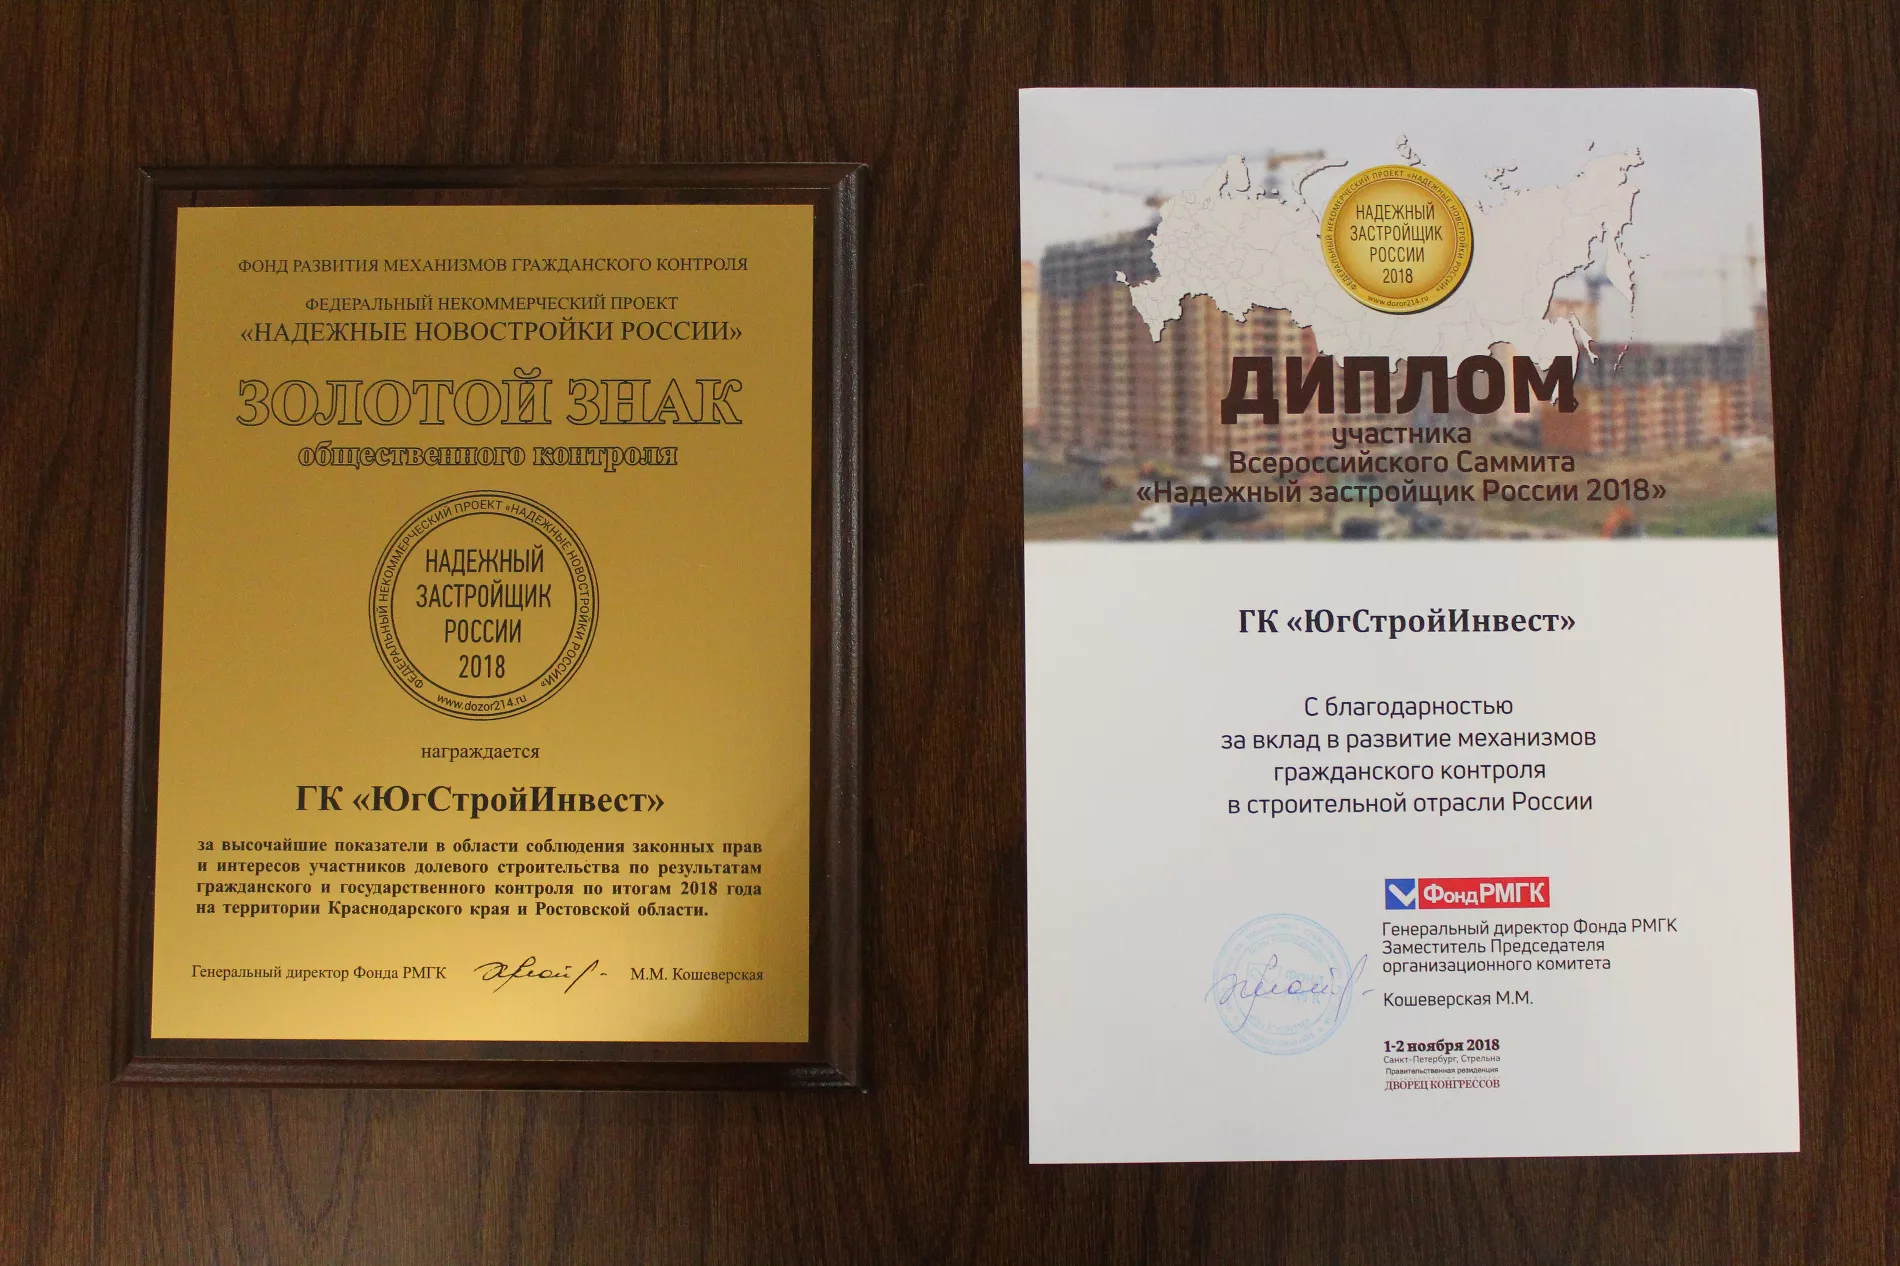 ФОНД РАЗВИТИЯ МЕХАНИЗМОВ ГРАЖДАНСКОГО КОНТРОЛЯ
ФЕДЕРАЛЬНЫЙ НЕКОММЕРЧЕСКИЙ ПРОЕКТ
«НАДЕЖНЫЕ НОВОСТРОЙКИ РОССИИ»
ЗОЛОТОЙ ЗНАК
общественного контроля
ФЕДЕРАЛЬНЫЙ НЕКОММЕРЧЕСКИЙ ПРОЕКТ «НАДЕЖНЫЕ НОВОСТРОЙКИ РОССИИ»
НАДЕЖНЫЙ
ЗАСТРОЙЩИК
РОССИИ
2018
www.dozor214.ru
награждается
ГК «ЮгСтройИнвест»
за высочайшие показатели в области соблюдения законных прав
и интересов участников долевого строительства по результатам
гражданского и государственного контроля по итогам 2018 года
на территории Краснодарского края и Ростовской области.
Генеральный директор Фонда РМГК М.М. Кошеверская
ФЕДЕРАЛЬНЫЙ НЕКОММЕРЧЕСКИЙ ПРОЕКТ «НАДЕЖНЫЕ НОВОСТРОЙКИ РОССИИ»
НАДЕЖНЫЙ
ЗАСТРОЙЩИК
РОССИИ
2018
www.dozor214.ru
ДИПЛОМ
участника
Всероссийского Саммита
«Надежный застройщик России 2018»
ГК «ЮгСтройИнвест»
С благодарностью
за вклад в развитие механизмов
гражданского контроля
в строительной отрасли России
ФондРМГК
Генеральный директор Фонда РМГК
Заместитель Председателя
организационного комитета
Кошеверская М.М.
1-2 ноября 2018
Санкт-Петербург, Стрельна
Правительственная резиденция
ДВОРЕЦ КОНГРЕССОВ